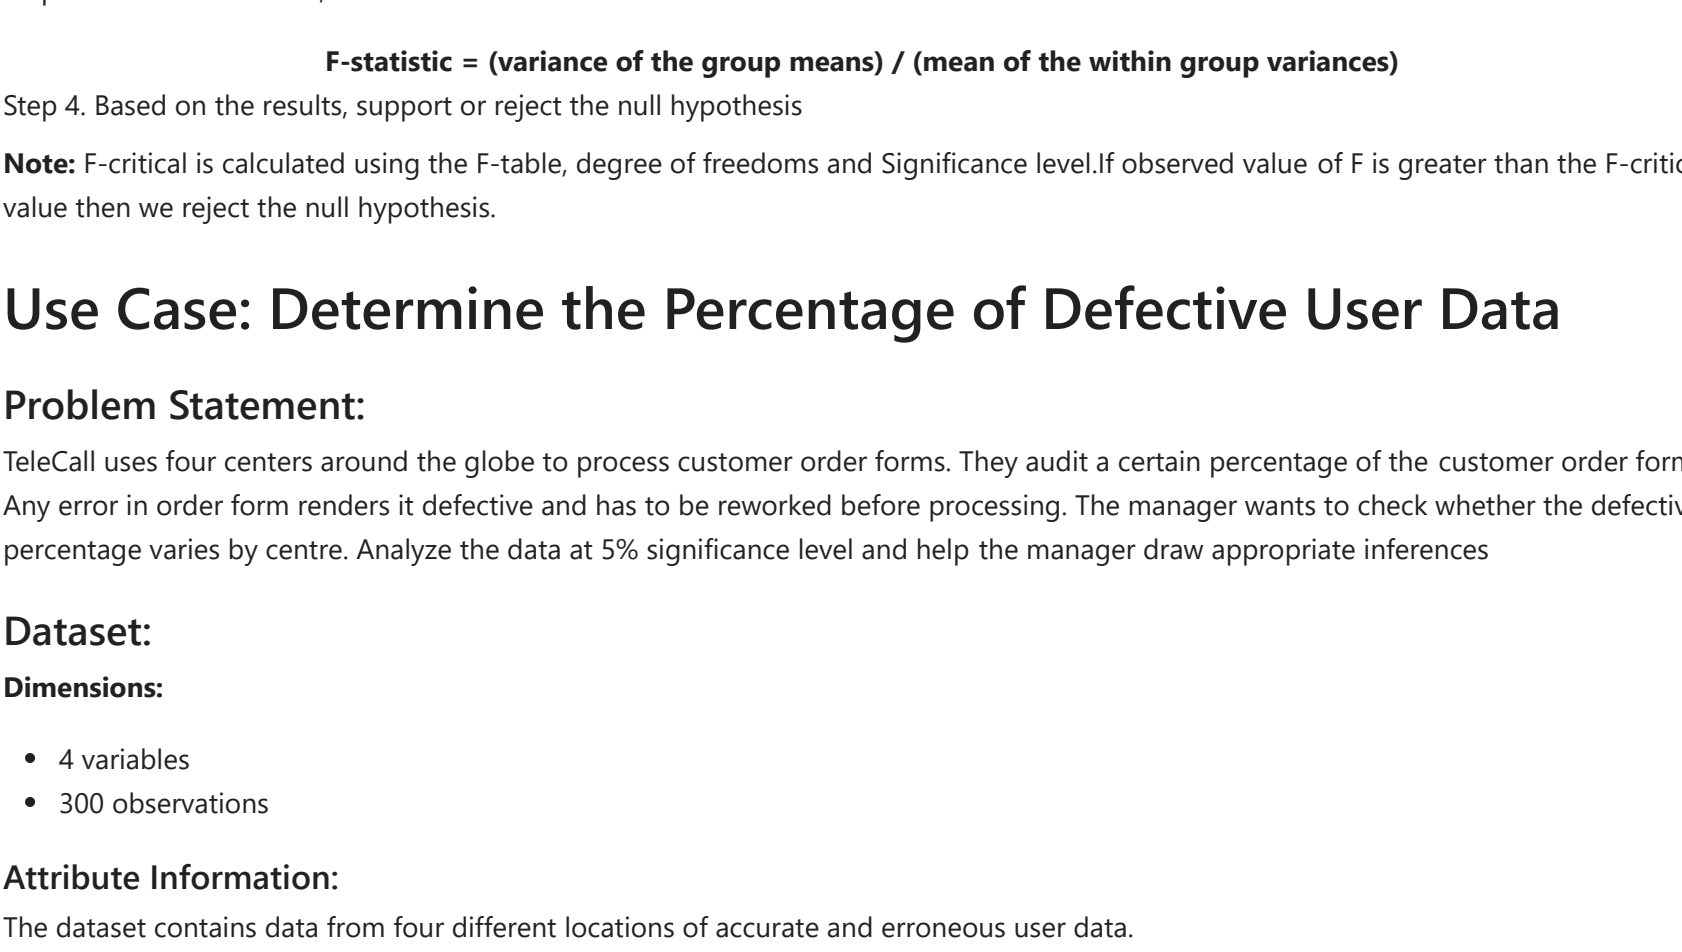 F-statistic = (variance of the group means) / (mean of the within group variances)
Step 4. Based on the results, support or reject the null hypothesis
Note: F-critical is calculated using the F-table, degree of freedoms and Significance level.If observed value of F is greater than the F-critic
value then we reject the null hypothesis.
Use Case: Determine the Percentage of Defective User Data
Problem Statement:
TeleCall uses four centers around the globe to process customer order forms. They audit a certain percentage of the customer order forn
Any error in order form renders it defective and has to be reworked before processing. The manager wants to check whether the defectiv
percentage varies by centre. Analyze the data at 5% significance level and help the manager draw appropriate inferences
Dataset:
Dimensions:
• 4 variables
• 300 observations
Attribute Information:
The dataset contains data from four different locations of accurate and erroneous user data.